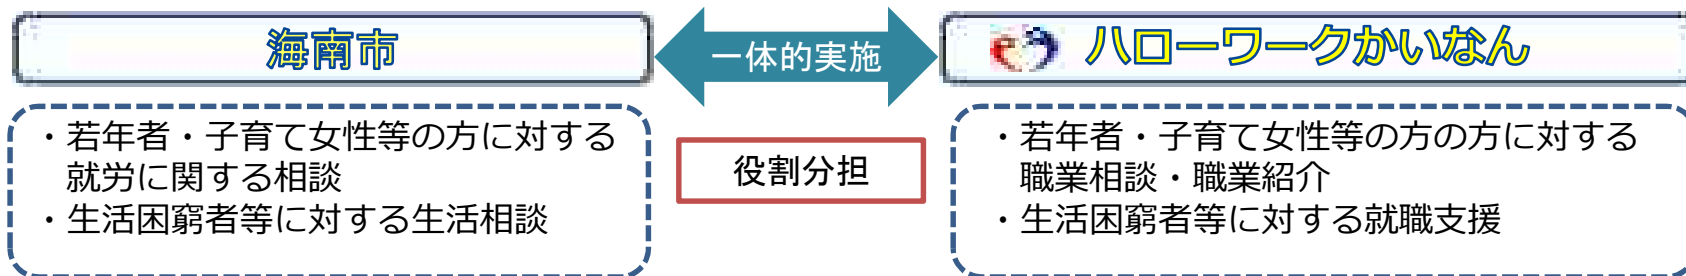 海南市
一体的実施
ハローワークかいなん
・若年者・子育て女性等の方に対する
就労に関する相談
・生活困窮者等に対する生活相談
役割分担
・若年者・子育て女性等の方の方に対する
職業相談・職業紹介
・生活困窮者等に対する就職支援